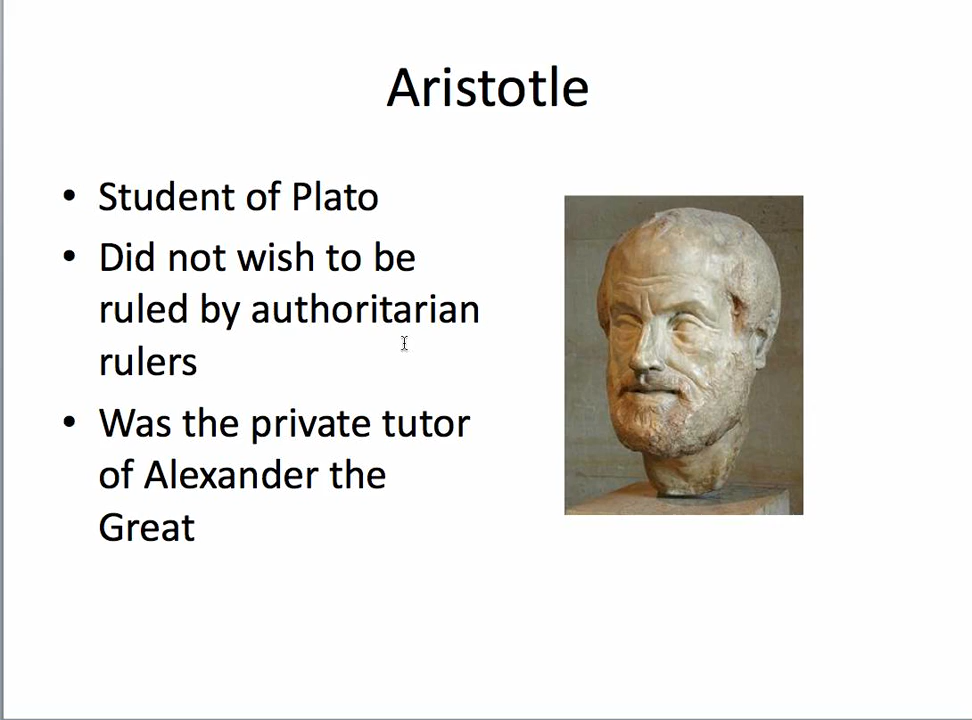 Aristotle
• Student of Plato
• Did not wish to be
ruled by authoritarian
rulers
• Was the private tutor
of Alexander the
Great